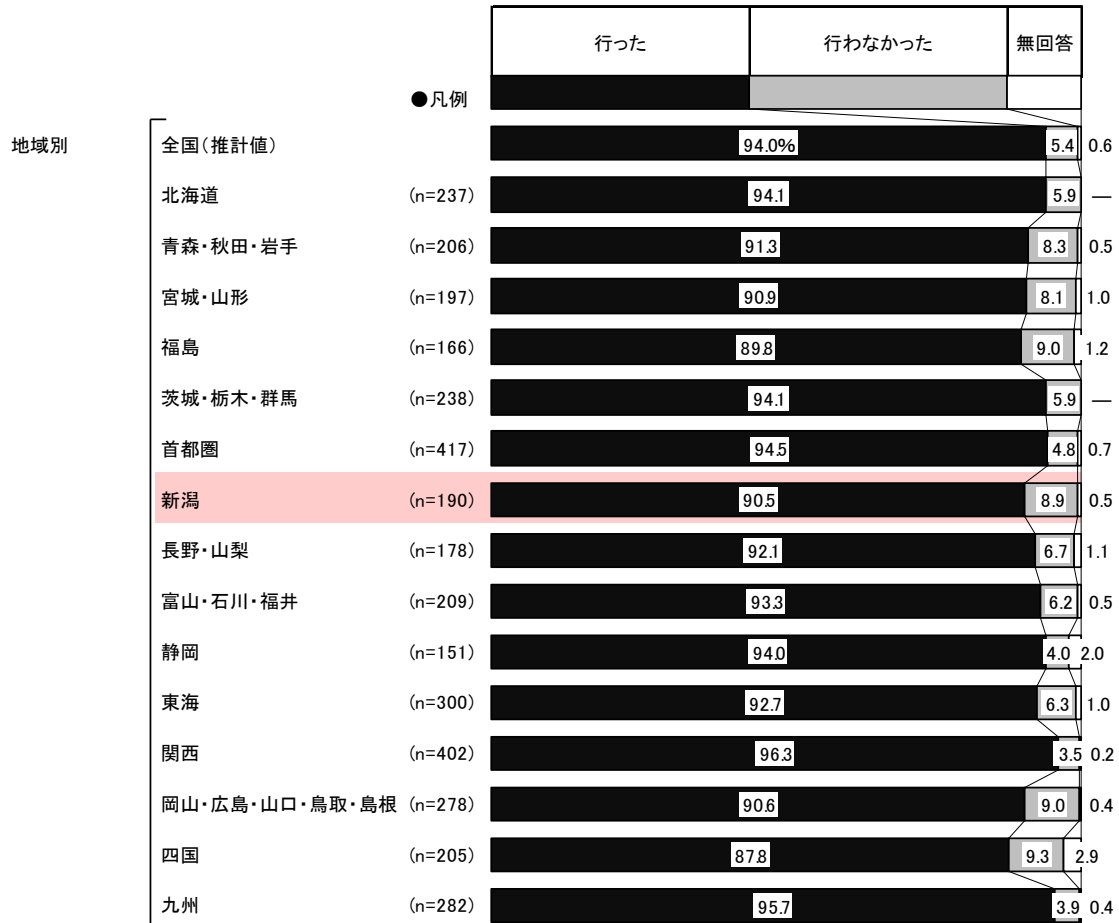 行った 行わなかった 無回答
●凡例
地域別 全国(推計値) 94.0% 5.4 0.6
北海道 (n=237) 94.1 5.9 ―
青森・秋田・岩手 (n=206) 91.3 8.3 0.5
宮城・山形 (n=197) 90.9 8.1 1.0
福島 (n=166) 89.8 9.0 1.2
茨城・栃木・群馬 (n=238) 94.1 5.9 ―
首都圏 (n=417) 94.5 4.8 0.7
新潟 (n=190) 90.5 8.9 0.5
長野・山梨 (n=178) 92.1 6.7 1.1
富山・石川・福井 (n=209) 93.3 6.2 0.5
静岡 (n=151) 94.0 4.0 2.0
東海 (n=300) 92.7 6.3 1.0
関西 (n=402) 96.3 3.5 0.2
岡山・広島・山口・鳥取・島根 (n=278) 90.6 9.0 0.4
四国 (n=205) 87.8 9.3 2.9
九州 (n=282) 95.7 3.9 0.4